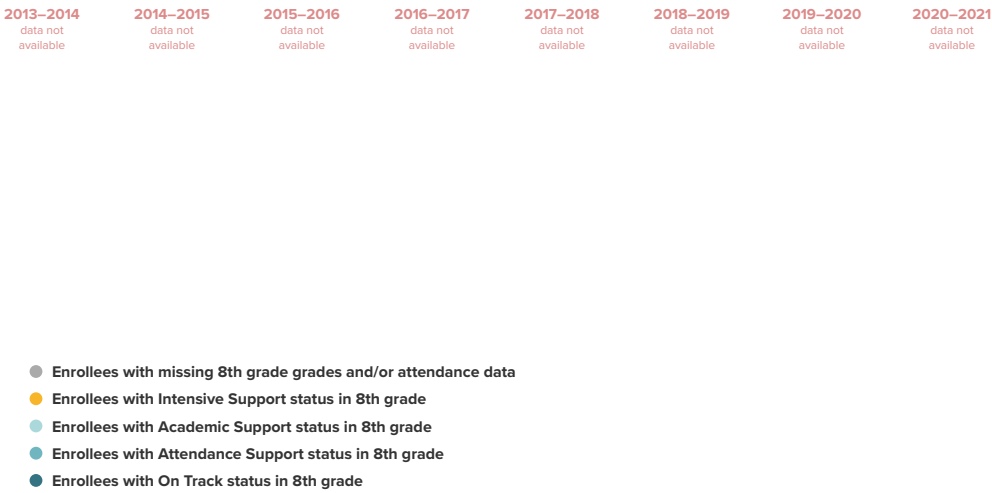 2013–2014 2014–2015 2015–2016 2016–2017 2017–2018 2018–2019 2019–2020 2020–2021
data not data not data not data not data not data not data not data not
available available available available available available available available
Enrollees with missing 8th grade grades and/or attendance data
Enrollees with Intensive Support status in 8th grade
Enrollees with Academic Support status in 8th grade
Enrollees with Attendance Support status in 8th grade
Enrollees with On Track status in 8th grade